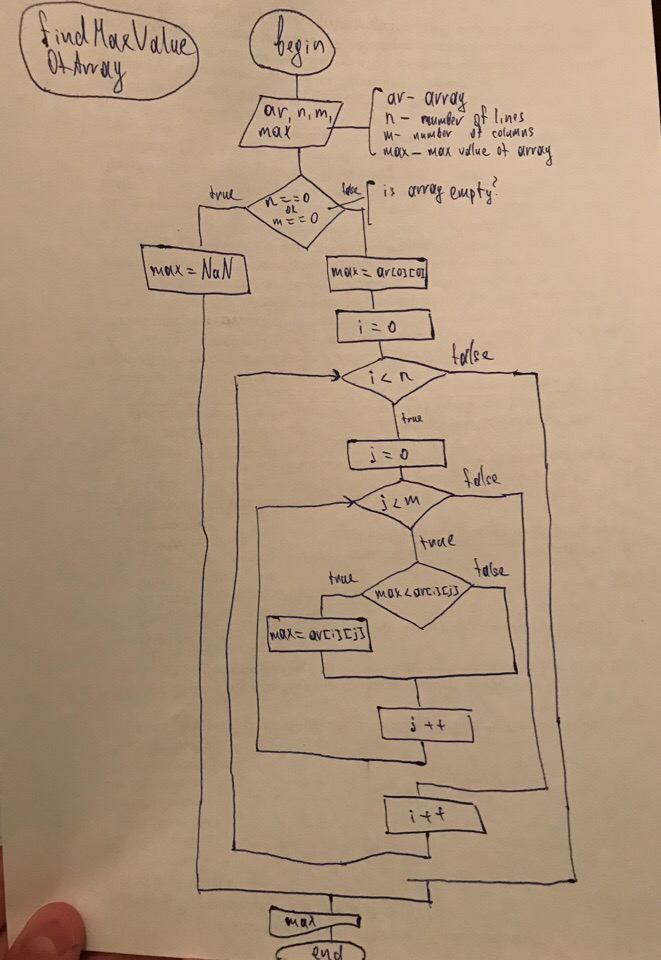 findMaxValue
OfArray
begin
ar, n, m,
max
ar - array
n - number of lines
m - number of columns
max - max value of array
true
n == 0
or
m == 0
false
is array empty?
max = NaN
max = ar[0][0]
i = 0
i < n
false
true
j = 0
j < m
false
true
true
max < ar[i][j]
false
max = ar[i][j]
j ++
i ++
max
end